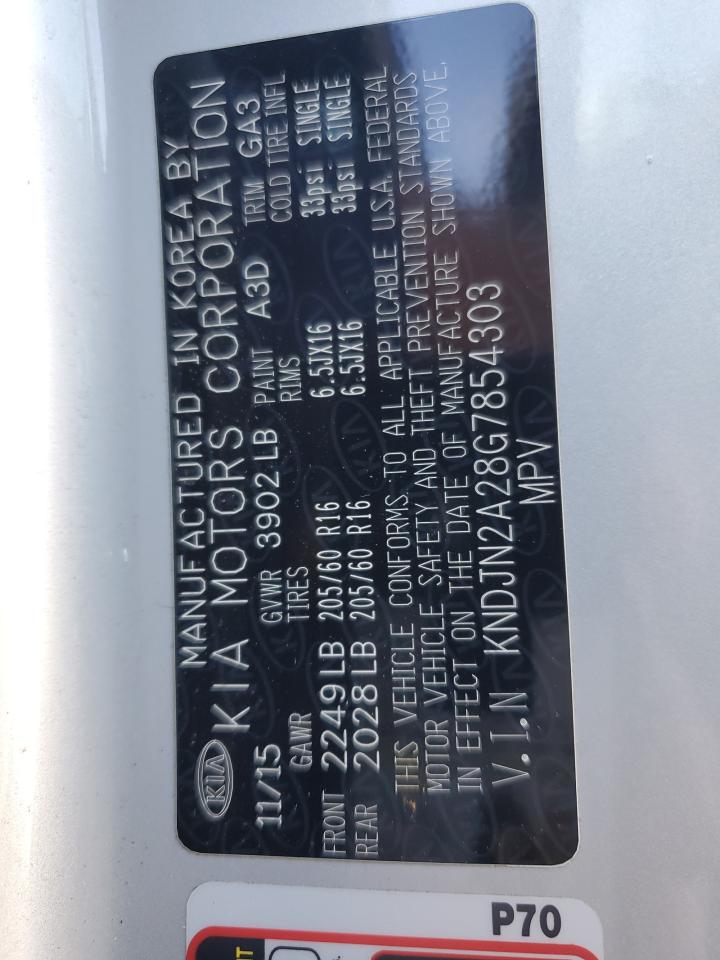 KIA
MANUFACTURED IN KOREA BY
KIA MOTORS CORPORATION
11/15 GVWR 3902 LB PAINT A3D TRIM GA3
GAWR TIRES RIMS COLD TIRE INFL
FRONT 2249 LB 205/60 R16 6.5JX16 33psi SINGLE
REAR 2028 LB 205/60 R16 6.5JX16 33psi SINGLE
THIS VEHICLE CONFORMS TO ALL APPLICABLE U.S.A. FEDERAL
MOTOR VEHICLE SAFETY AND THEFT PREVENTION STANDARDS
IN EFFECT ON THE DATE OF MANUFACTURE SHOWN ABOVE.
V.I.N KNDJN2A28G7854303
MPV
P70